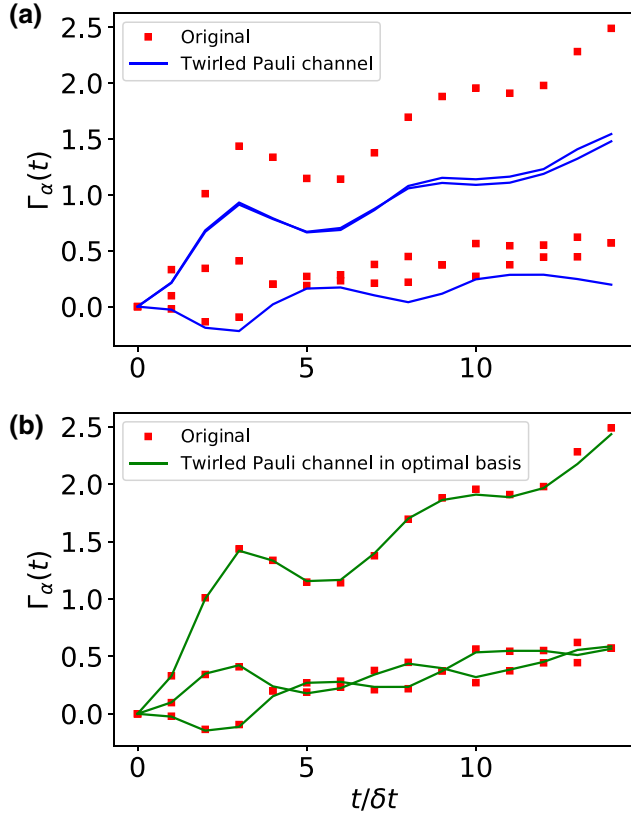 (a)
2.5
2.0
1.5
1.0
0.5
0.0
Γα(t)
Original
Twirled Pauli channel
0
5
10
(b)
2.5
2.0
1.5
1.0
0.5
0.0
Γα(t)
Original
Twirled Pauli channel in optimal basis
0
5
10
t/δt